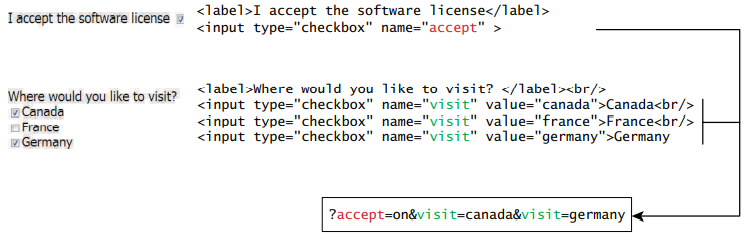 I accept the software license
<label>I accept the software license</label>
<input type="checkbox" name="accept" >
Where would you like to visit?
Canada
France
Germany
<label>Where would you like to visit? </label><br/>
<input type="checkbox" name="visit" value="canada">Canada<br/>
<input type="checkbox" name="visit" value="france">France<br/>
<input type="checkbox" name="visit" value="germany">Germany
?accept=on&visit=canada&visit=germany